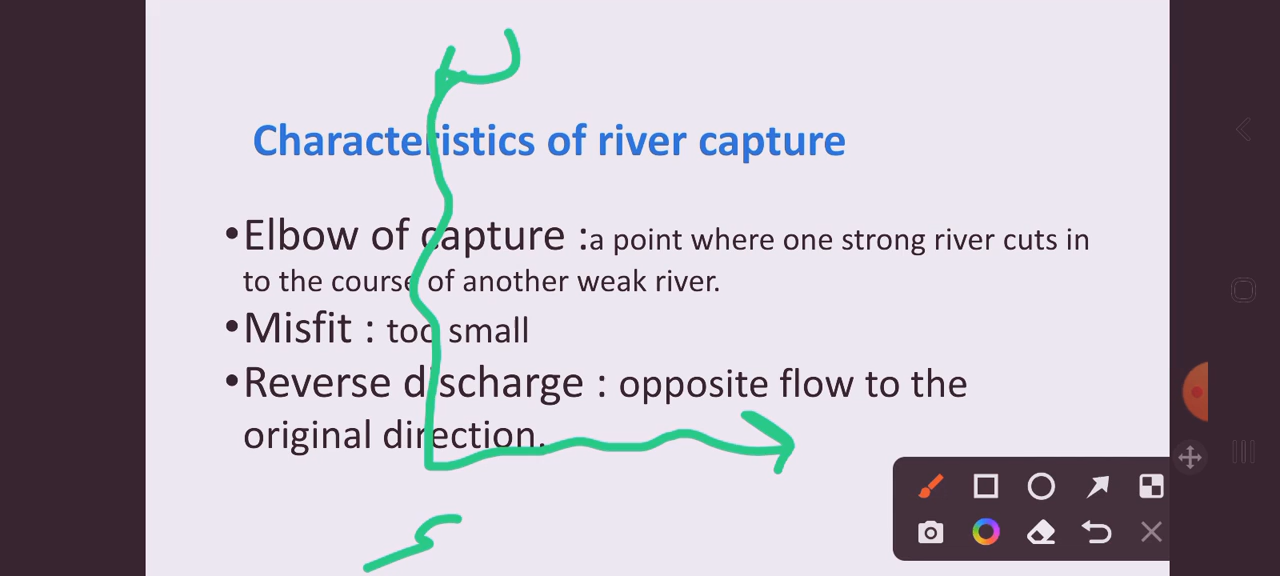 Characteristics of river capture
•Elbow of capture :a point where one strong river cuts in
to the course of another weak river.
•Misfit : too small
•Reverse discharge : opposite flow to the
original direction.